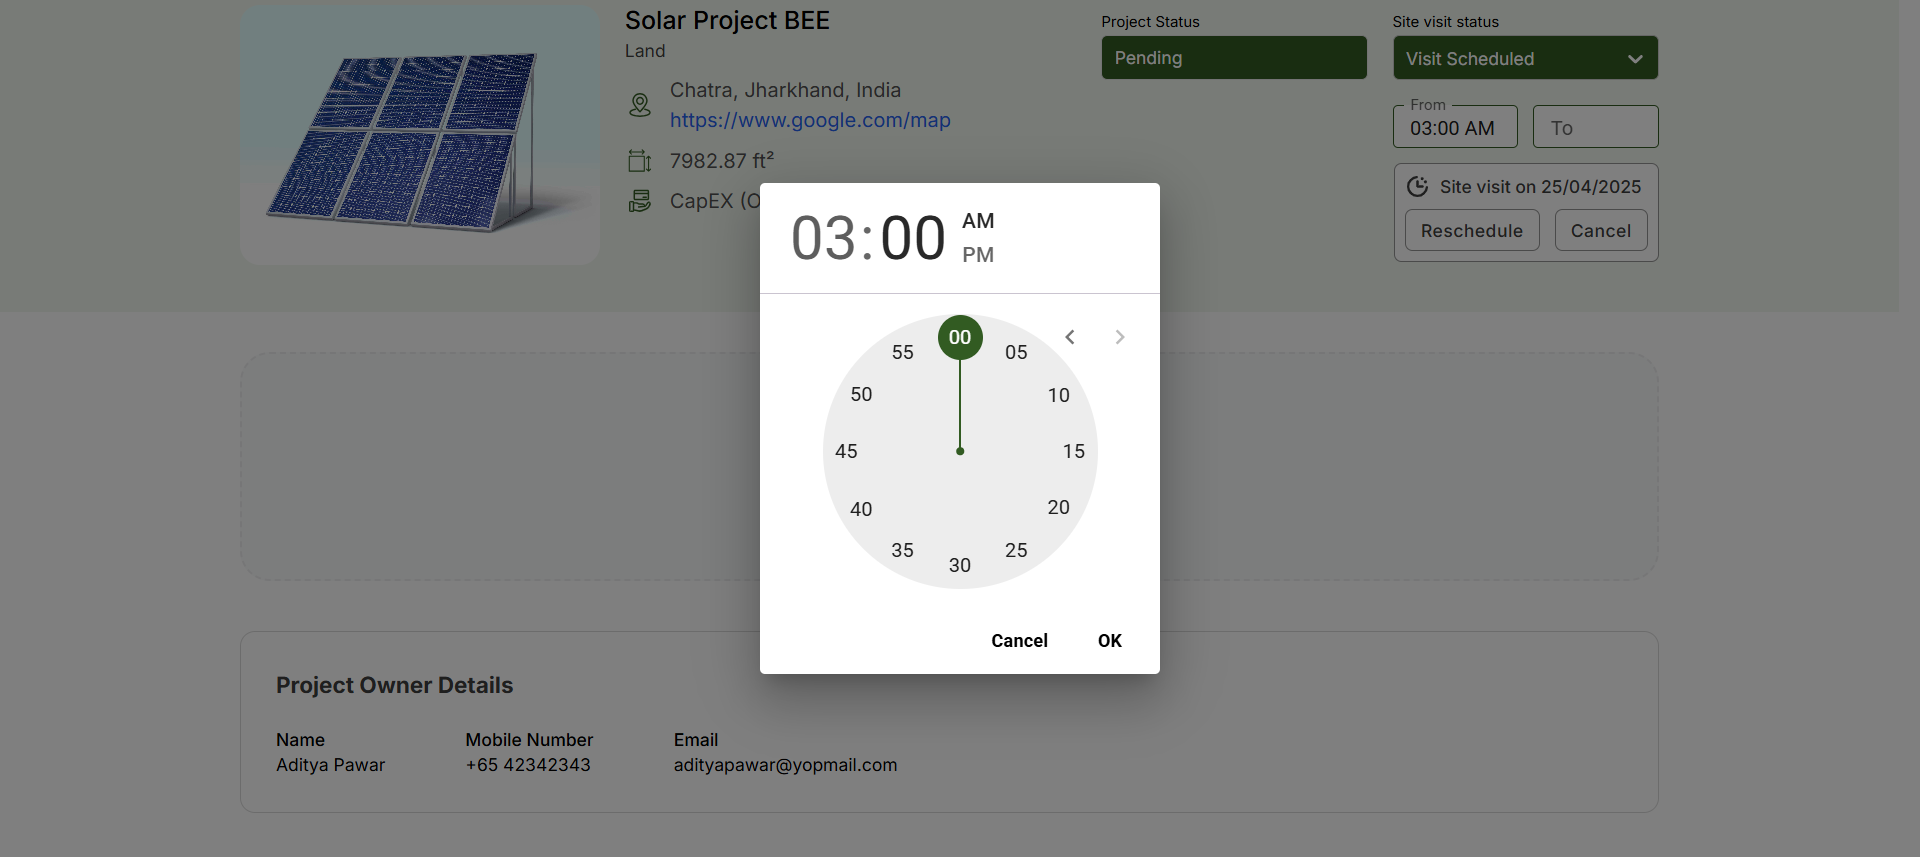 Solar Project BEE
Land
Chatra, Jharkhand, India
https://www.google.com/map
7982.87 ft²
CapEX (O
Project Status
Pending
Site visit status
Visit Scheduled
From
03:00 AM
To
Site visit on 25/04/2025
Reschedule
Cancel
03:00
AM
PM
00
05
10
15
20
25
30
35
40
45
50
55
Cancel
OK
Project Owner Details
Name
Aditya Pawar
Mobile Number
+65 42342343
Email
adityapawar@yopmail.com